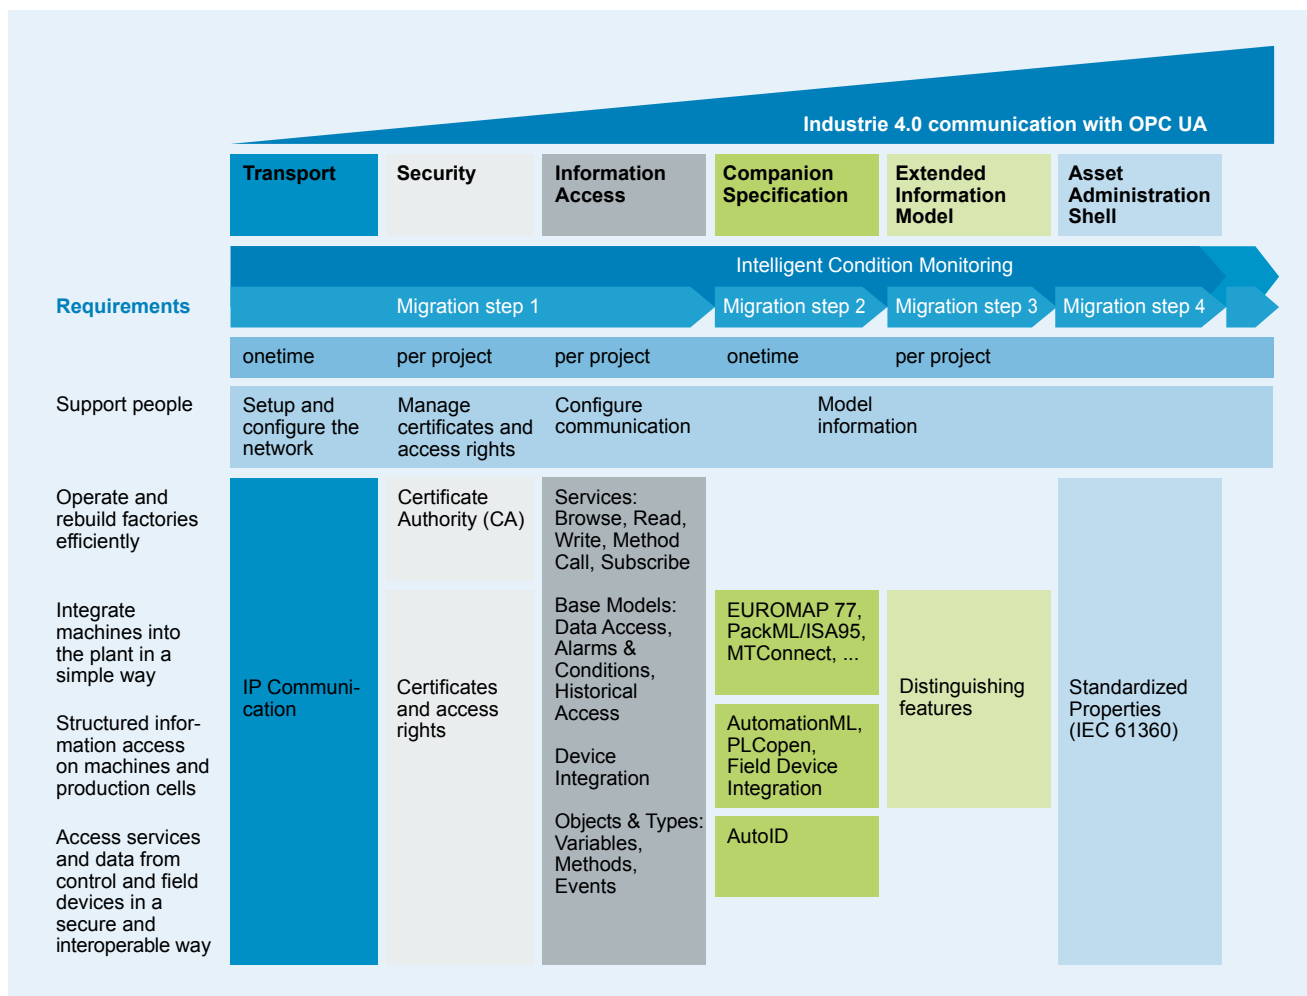 Industrie 4.0 communication with OPC UA
Transport
Security
Information
Access
Companion
Specification
Extended
Information
Model
Asset
Administration
Shell
Intelligent Condition Monitoring
Requirements
Migration step 1
Migration step 2
Migration step 3
Migration step 4
onetime
per project
per project
onetime
per project
Support people
Setup and
configure the
network
Manage
certificates and
access rights
Configure
communication
Model
information
Operate and
rebuild factories
efficiently
Integrate
machines into
the plant in a
simple way
Structured infor-
mation access
on machines and
production cells
Access services
and data from
control and field
devices in a
secure and
interoperable way
IP Communi-
cation
Certificate
Authority (CA)
Certificates
and access
rights
Services:
Browse, Read,
Write, Method
Call, Subscribe
Base Models:
Data Access,
Alarms &
Conditions,
Historical
Access
Device
Integration
Objects & Types:
Variables,
Methods,
Events
EUROMAP 77,
PackML/ISA95,
MTConnect, ...
AutomationML,
PLCopen,
Field Device
Integration
AutoID
Distinguishing
features
Standardized
Properties
(IEC 61360)